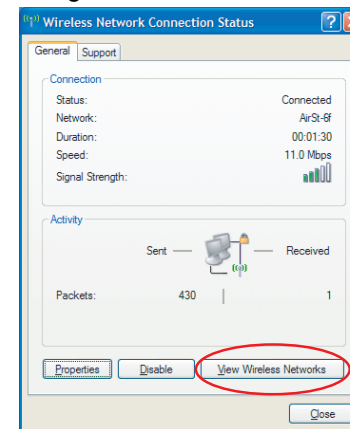 Wireless Network Connection Status
General Support
Connection
Status: Connected
Network: AirSt-6f
Duration: 00:01:30
Speed: 11.0 Mbps
Signal Strength:
Activity
Sent — — Received
Packets: 430 | 1
Properties Disable View Wireless Networks
Close